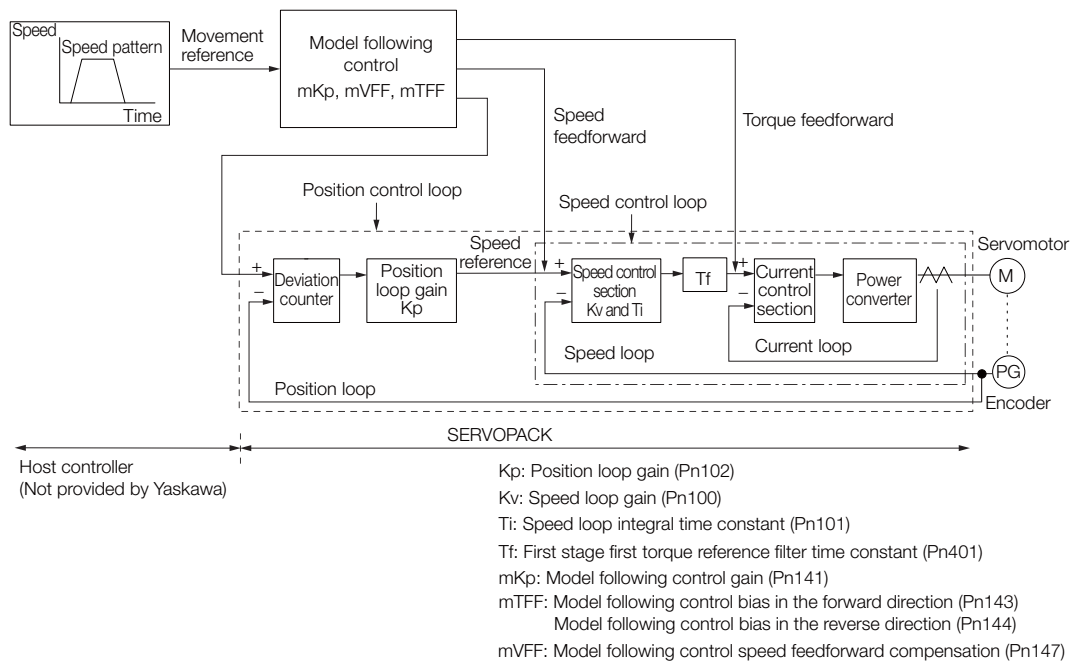 Speed
Speed pattern
Time
Movement
reference
Model following
control
mKp, mVFF, mTFF
Speed
feedforward
Torque feedforward
Position control loop
Speed control loop
Speed
reference
Servomotor
+
−
Deviation
counter
Position
loop gain
Kp
+
−
Speed control
section
Kv and Ti
Tf
+
−
Current
control
section
Power
converter
M
Speed loop
Current loop
PG
Position loop
Encoder
SERVOPACK
Host controller
(Not provided by Yaskawa)
Kp: Position loop gain (Pn102)
Kv: Speed loop gain (Pn100)
Ti: Speed loop integral time constant (Pn101)
Tf: First stage first torque reference filter time constant (Pn401)
mKp: Model following control gain (Pn141)
mTFF: Model following control bias in the forward direction (Pn143)
Model following control bias in the reverse direction (Pn144)
mVFF: Model following control speed feedforward compensation (Pn147)